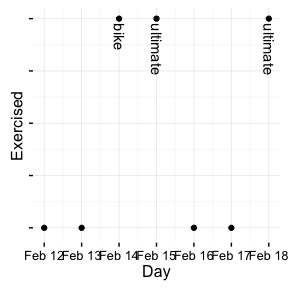 bike
ultimate
ultimate
Exercised
Feb 12
Feb 13
Feb 14
Feb 15
Feb 16
Feb 17
Feb 18
Day